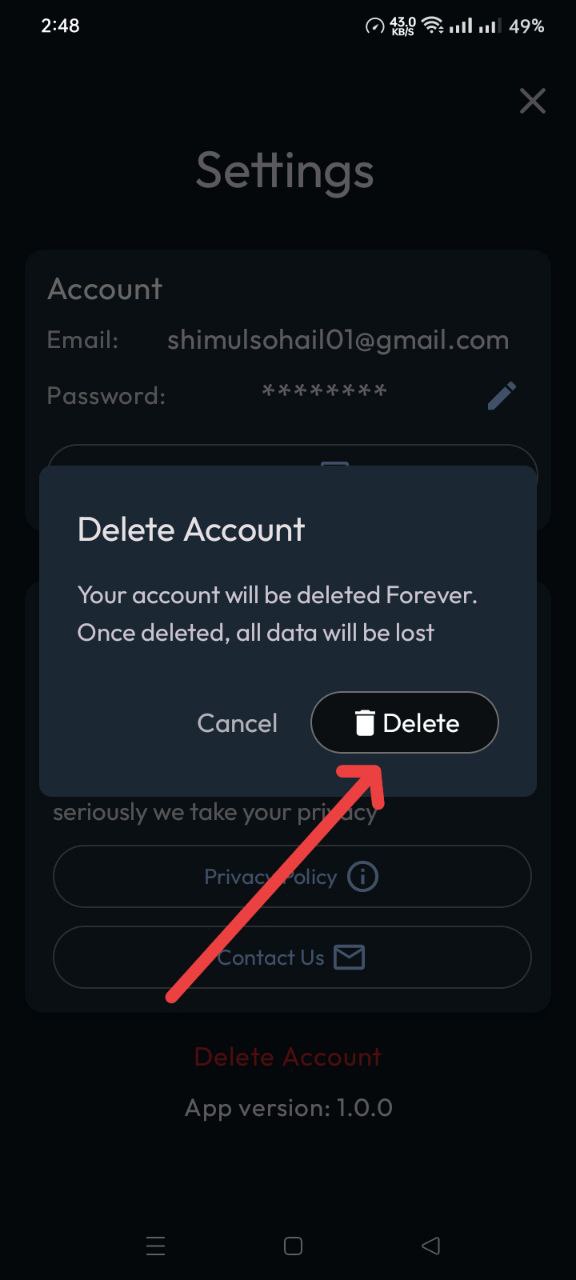 2:48
43.0
KB/S
49%
Settings
Account
Email: shimulsohail01@gmail.com
Password: ********
Delete Account
Your account will be deleted Forever.
Once deleted, all data will be lost
Cancel Delete
seriously we take your privacy
Privacy Policy
Contact Us
Delete Account
App version: 1.0.0